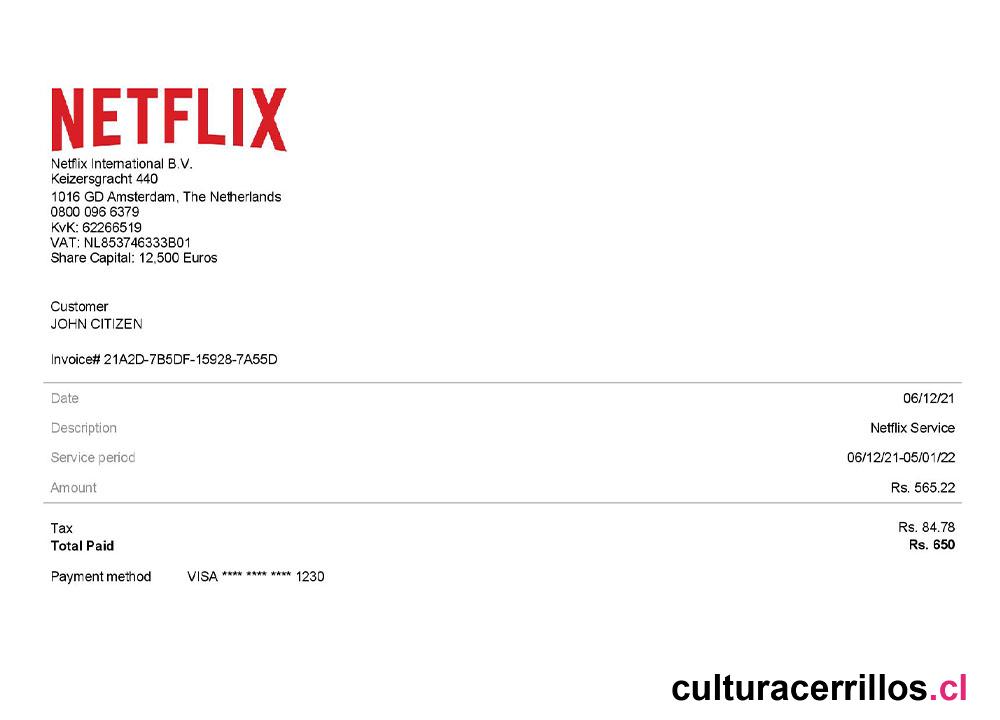 NETFLIX
Netflix International B.V.
Keizersgracht 440
1016 GD Amsterdam, The Netherlands
0800 096 6379
KvK: 62266519
VAT: NL853746333B01
Share Capital: 12,500 Euros
Customer
JOHN CITIZEN
Invoice# 21A2D-7B5DF-15928-7A55D
Date 06/12/21
Description Netflix Service
Service period 06/12/21-05/01/22
Amount Rs. 565.22
Tax Rs. 84.78
Total Paid Rs. 650
Payment method VISA **** **** **** 1230
culturacerrillos.cl